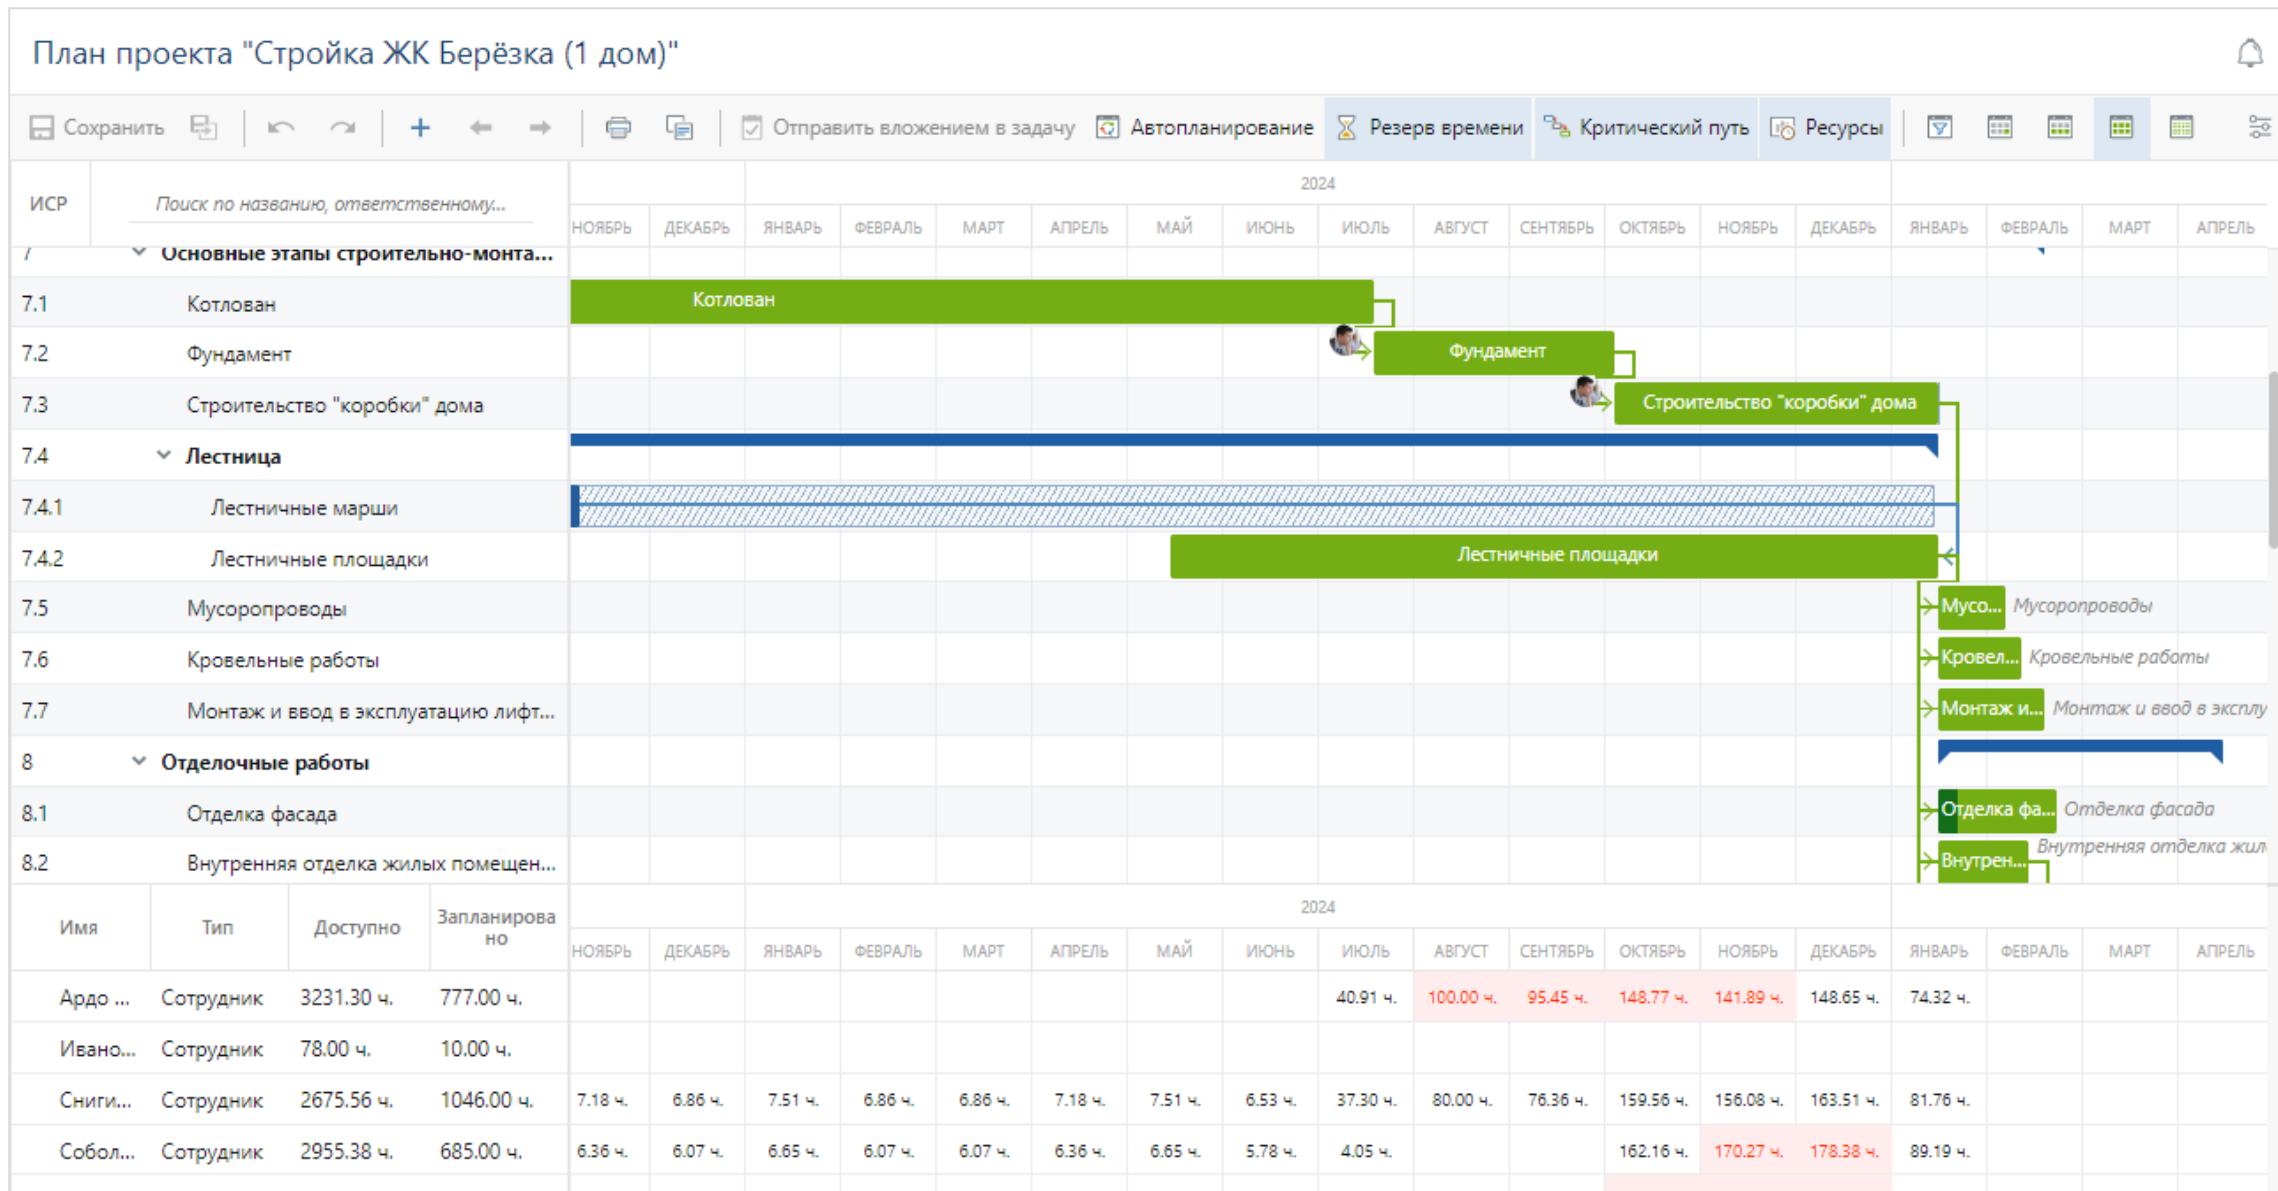 План проекта "Стройка ЖК Берёзка (1 дом)"
Сохранить Отправить вложением в задачу Автопланирование Резерв времени Критический путь Ресурсы
ИСР Поиск по названию, ответственному...
2024
НОЯБРЬ ДЕКАБРЬ ЯНВАРЬ ФЕВРАЛЬ МАРТ АПРЕЛЬ МАЙ ИЮНЬ ИЮЛЬ АВГУСТ СЕНТЯБРЬ ОКТЯБРЬ НОЯБРЬ ДЕКАБРЬ ЯНВАРЬ ФЕВРАЛЬ МАРТ АПРЕЛЬ
7 Основные этапы строительно-монта...
7.1 Котлован Котлован
7.2 Фундамент Фундамент
7.3 Строительство "коробки" дома Строительство "коробки" дома
7.4 Лестница
7.4.1 Лестничные марши
7.4.2 Лестничные площадки Лестничные площадки
7.5 Мусоропроводы Мусо... Мусоропроводы
7.6 Кровельные работы Кровел... Кровельные работы
7.7 Монтаж и ввод в эксплуатацию лифт... Монтаж и... Монтаж и ввод в эксплу
8 Отделочные работы
8.1 Отделка фасада Отделка фа... Отделка фасада
8.2 Внутренняя отделка жилых помещен... Внутрен... Внутренняя отделка жил
Имя Тип Доступно Запланирова
но
2024
НОЯБРЬ ДЕКАБРЬ ЯНВАРЬ ФЕВРАЛЬ МАРТ АПРЕЛЬ МАЙ ИЮНЬ ИЮЛЬ АВГУСТ СЕНТЯБРЬ ОКТЯБРЬ НОЯБРЬ ДЕКАБРЬ ЯНВАРЬ ФЕВРАЛЬ МАРТ АПРЕЛЬ
Ардо ... Сотрудник 3231.30 ч. 777.00 ч. 40.91 ч. 100.00 ч. 95.45 ч. 148.77 ч. 141.89 ч. 148.65 ч. 74.32 ч.
Ивано... Сотрудник 78.00 ч. 10.00 ч.
Сниги... Сотрудник 2675.56 ч. 1046.00 ч. 7.18 ч. 6.86 ч. 7.51 ч. 6.86 ч. 6.86 ч. 7.18 ч. 7.51 ч. 6.53 ч. 37.30 ч. 80.00 ч. 76.36 ч. 159.56 ч. 156.08 ч. 163.51 ч. 81.76 ч.
Собол... Сотрудник 2955.38 ч. 685.00 ч. 6.36 ч. 6.07 ч. 6.65 ч. 6.07 ч. 6.07 ч. 6.36 ч. 6.65 ч. 5.78 ч. 4.05 ч. 162.16 ч. 170.27 ч. 178.38 ч. 89.19 ч.